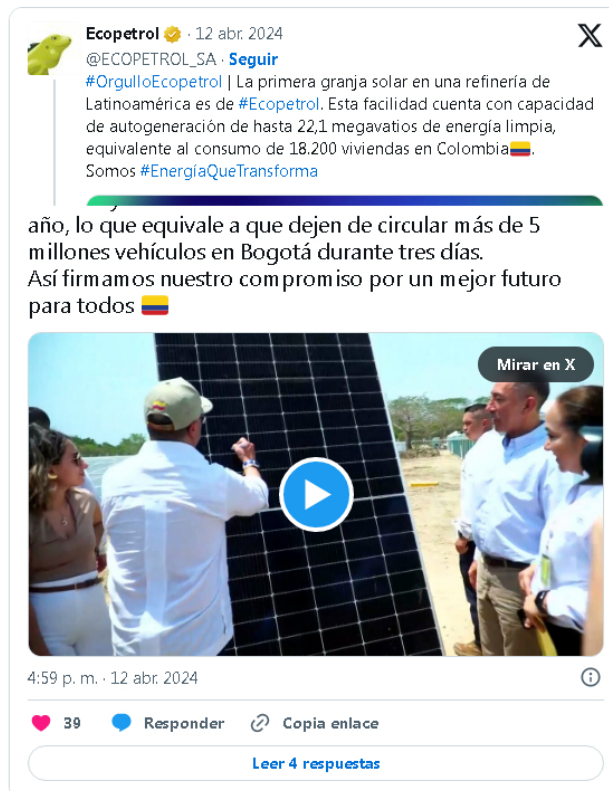 Ecopetrol · 12 abr. 2024
@ECOPETROL_SA · Seguir
#OrgulloEcopetrol | La primera granja solar en una refinería de
Latinoamérica es de #Ecopetrol. Esta facilidad cuenta con capacidad
de autogeneración de hasta 22,1 megavatios de energía limpia,
equivalente al consumo de 18.200 viviendas en Colombia🇨🇴.
Somos #EnergíaQueTransforma
año, lo que equivale a que dejen de circular más de 5
millones vehículos en Bogotá durante tres días.
Así firmamos nuestro compromiso por un mejor futuro
para todos 🇨🇴
Mirar en X
4:59 p. m. · 12 abr. 2024
39 Responder Copia enlace
Leer 4 respuestas